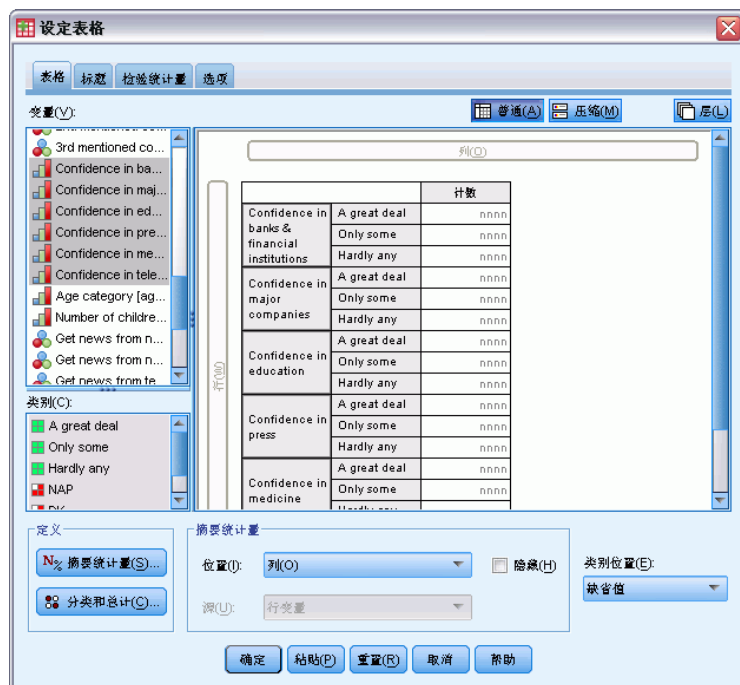 设定表格
表格 标题 检验统计量 选项
变量(V):
普通(A) 压缩(M) 层(L)
3rd mentioned co...
Confidence in ba...
Confidence in maj...
Confidence in ed...
Confidence in pre...
Confidence in me...
Confidence in tele...
Age category [ag...
Number of childre...
Get news from n...
Get news from n...
Get news from te...
类别(C):
A great deal
Only some
Hardly any
NAP
列(O)
行(W)
计数
Confidence in banks & financial institutions
A great deal nnnn
Only some nnnn
Hardly any nnnn
Confidence in major companies
A great deal nnnn
Only some nnnn
Hardly any nnnn
Confidence in education
A great deal nnnn
Only some nnnn
Hardly any nnnn
Confidence in press
A great deal nnnn
Only some nnnn
Hardly any nnnn
Confidence in medicine
A great deal nnnn
Only some nnnn
定义
N% 摘要统计量(S)...
分类和总计(C)...
摘要统计量
位置(I): 列(O) 隐藏(H)
源(U): 行变量
类别位置(E):
缺省值
确定 粘贴(P) 重置(R) 取消 帮助